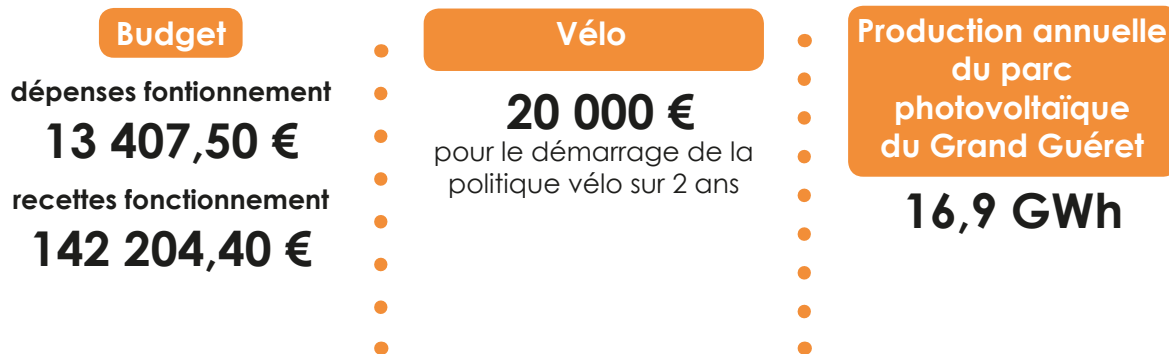 Budget
dépenses fontionnement
13 407,50 €
recettes fonctionnement
142 204,40 €
Vélo
20 000 €
pour le démarrage de la
politique vélo sur 2 ans
Production annuelle
du parc
photovoltaïque
du Grand Guéret
16,9 GWh